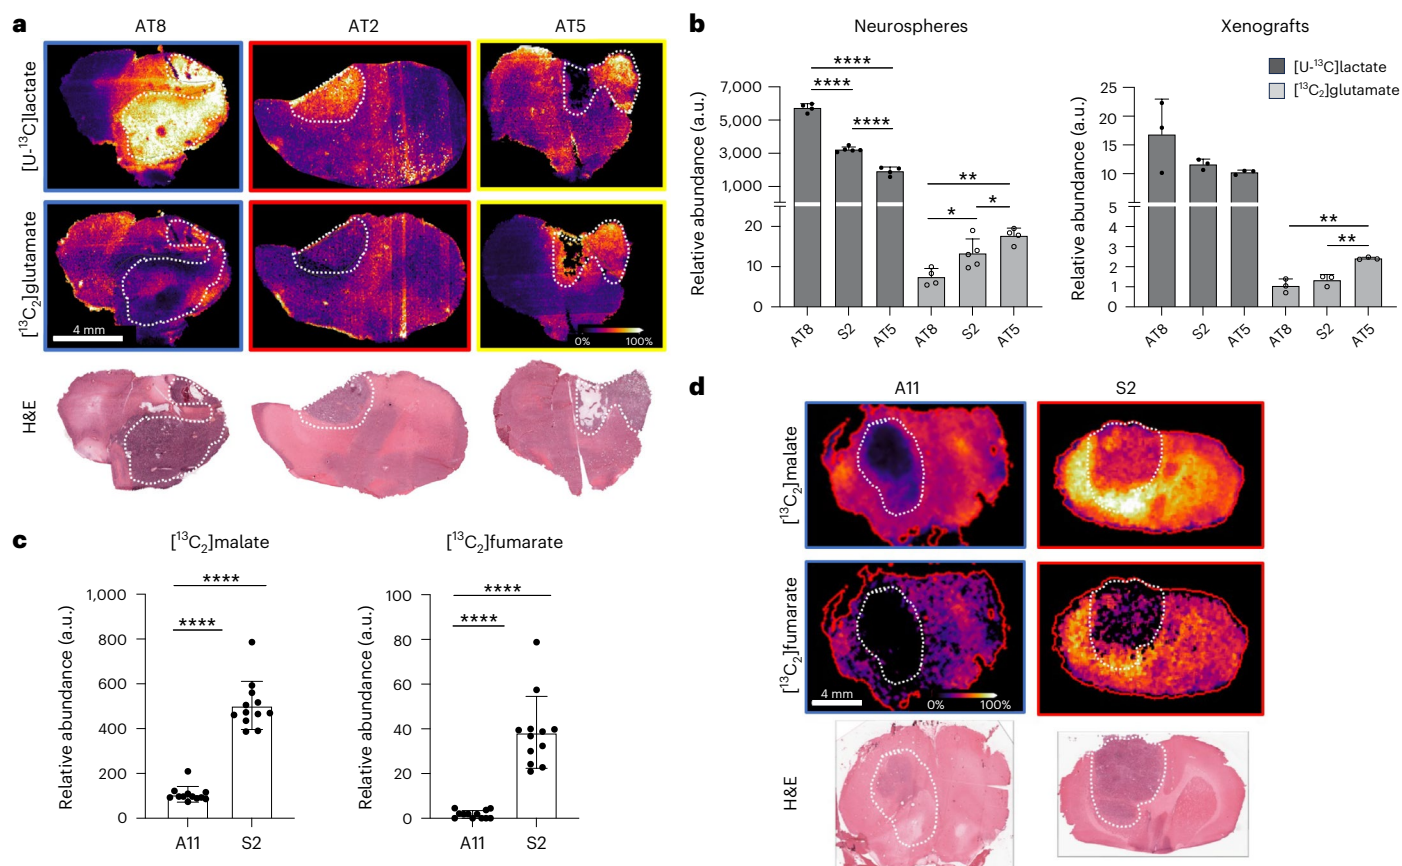 a
AT8
AT2
AT5
[U-¹³C]lactate
[¹³C₂]glutamate
4 mm
0%
100%
H&E
b
Neurospheres
Xenografts
[U-¹³C]lactate
[¹³C₂]glutamate
Relative abundance (a.u.)
7,000
5,000
3,000
1,000
20
10
0
****
****
****
**
*
*
AT8
S2
AT5
AT8
S2
AT5
Relative abundance (a.u.)
25
20
15
10
5
4
3
2
1
0
**
**
AT8
S2
AT5
AT8
S2
AT5
c
[¹³C₂]malate
Relative abundance (a.u.)
1,000
800
600
400
200
0
****
****
A11
S2
[¹³C₂]fumarate
Relative abundance (a.u.)
100
80
60
40
20
0
****
****
A11
S2
d
A11
S2
[¹³C₂]malate
[¹³C₂]fumarate
4 mm
0%
100%
H&E